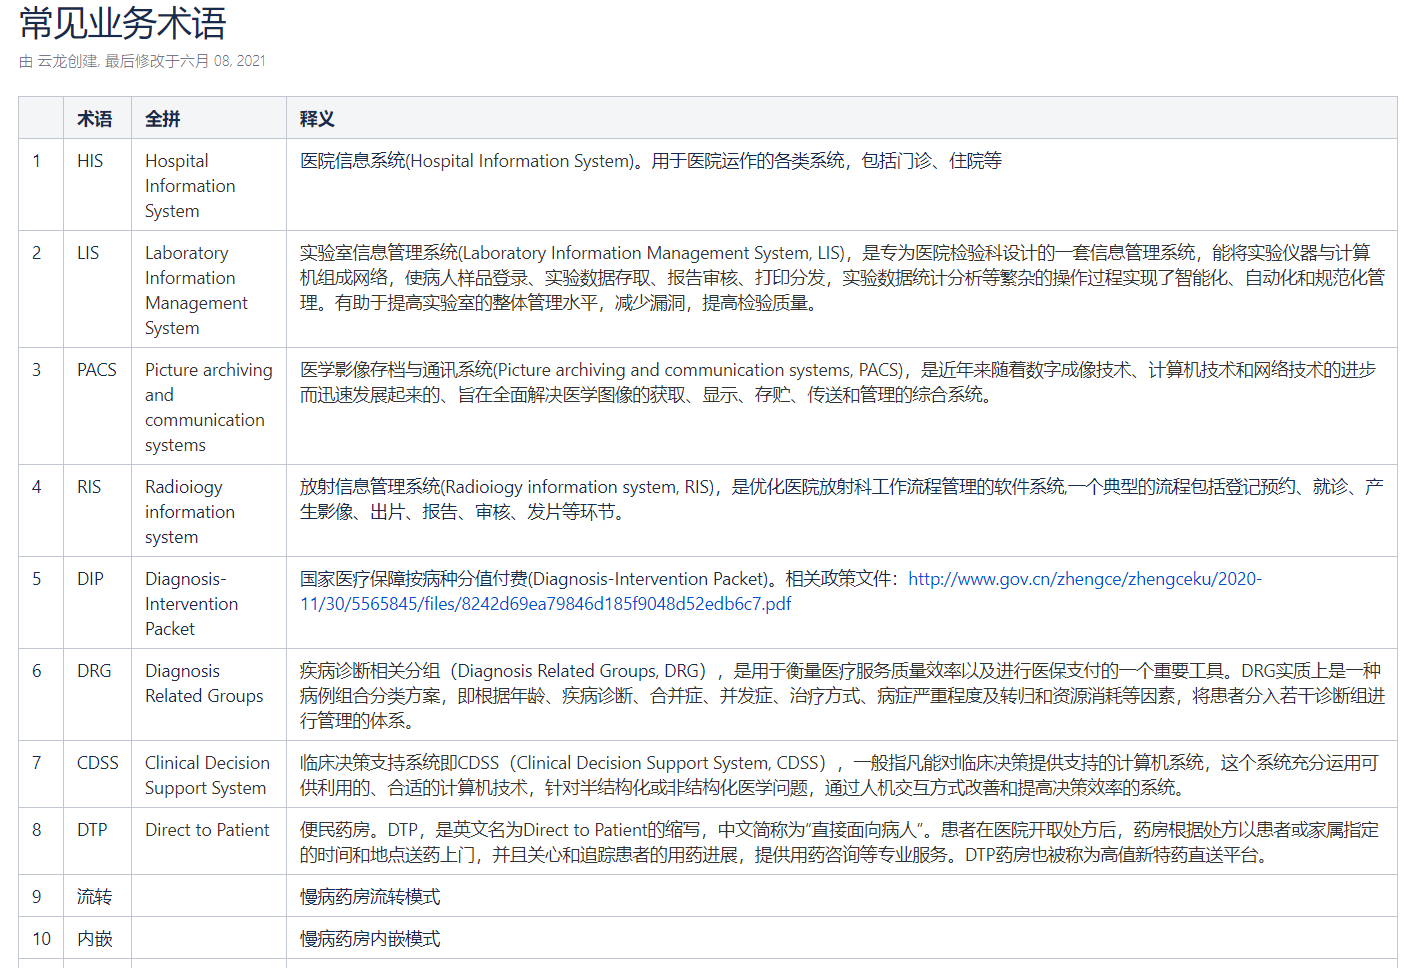 常见业务术语
由 云龙创建, 最后修改于六月 08, 2021
术语 全拼 释义
1 HIS Hospital Information System 医院信息系统(Hospital Information System)。用于医院运作的各类系统，包括门诊、住院等
2 LIS Laboratory Information Management System 实验室信息管理系统(Laboratory Information Management System, LIS)，是专为医院检验科设计的一套信息管理系统，能将实验仪器与计算
机组成网络，使病人样品登录、实验数据存取、报告审核、打印分发，实验数据统计分析等繁杂的操作过程实现了智能化、自动化和规范化管
理。有助于提高实验室的整体管理水平，减少漏洞，提高检验质量。
3 PACS Picture archiving and communication systems 医学影像存档与通讯系统(Picture archiving and communication systems, PACS)，是近年来随着数字成像技术、计算机技术和网络技术的进步
而迅速发展起来的、旨在全面解决医学图像的获取、显示、存贮、传送和管理的综合系统。
4 RIS Radioiogy information system 放射信息管理系统(Radioiogy information system, RIS)，是优化医院放射科工作流程管理的软件系统,一个典型的流程包括登记预约、就诊、产
生影像、出片、报告、审核、发片等环节。
5 DIP Diagnosis-Intervention Packet 国家医疗保障按病种分值付费(Diagnosis-Intervention Packet)。相关政策文件：http://www.gov.cn/zhengce/zhengceku/2020-
11/30/5565845/files/8242d69ea79846d185f9048d52edb6c7.pdf
6 DRG Diagnosis Related Groups 疾病诊断相关分组（Diagnosis Related Groups, DRG），是用于衡量医疗服务质量效率以及进行医保支付的一个重要工具。DRG实质上是一种
病例组合分类方案，即根据年龄、疾病诊断、合并症、并发症、治疗方式、病症严重程度及转归和资源消耗等因素，将患者分入若干诊断组进
行管理的体系。
7 CDSS Clinical Decision Support System 临床决策支持系统即CDSS（Clinical Decision Support System, CDSS），一般指凡能对临床决策提供支持的计算机系统，这个系统充分运用可
供利用的、合适的计算机技术，针对半结构化或非结构化医学问题，通过人机交互方式改善和提高决策效率的系统。
8 DTP Direct to Patient 便民药房。DTP，是英文名为Direct to Patient的缩写，中文简称为“直接面向病人”。患者在医院开取处方后，药房根据处方以患者或家属指定
的时间和地点送药上门，并且关心和追踪患者的用药进展，提供用药咨询等专业服务。DTP药房也被称为高值新特药直送平台。
9 流转 慢病药房流转模式
10 内嵌 慢病药房内嵌模式